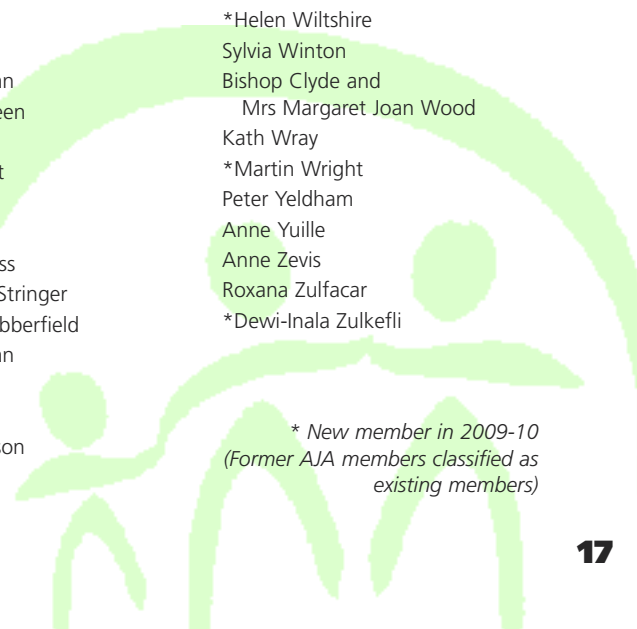 *Helen Wiltshire
Sylvia Winton
Bishop Clyde and
Mrs Margaret Joan Wood
Kath Wray
*Martin Wright
Peter Yeldham
Anne Yuille
Anne Zevis
Roxana Zulfacar
*Dewi-Inala Zulkefli
Stringer
* New member in 2009-10
(Former AJA members classified as
existing members)
17